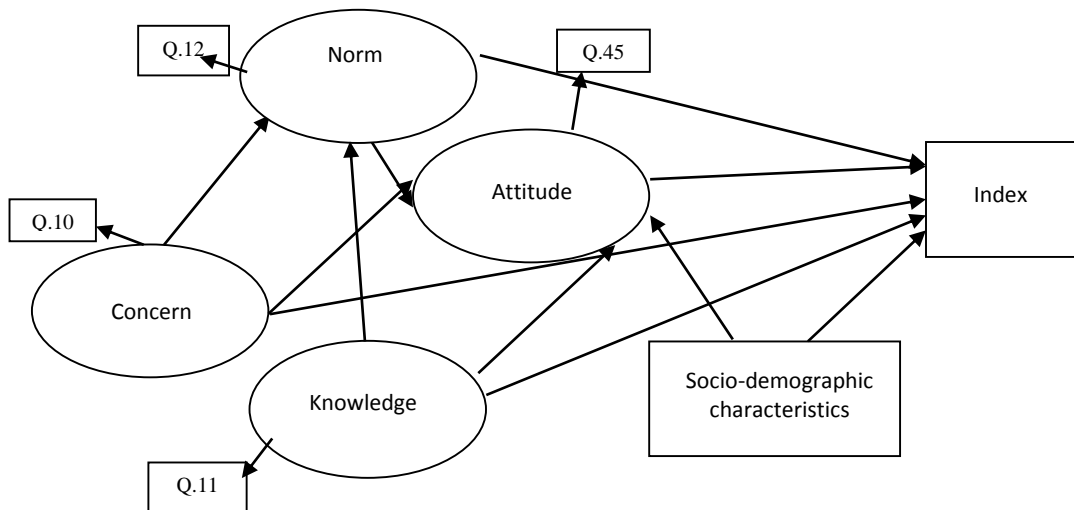 Q.12
Norm
Q.45
Attitude
Index
Q.10
Concern
Knowledge
Socio-demographic
characteristics
Q.11